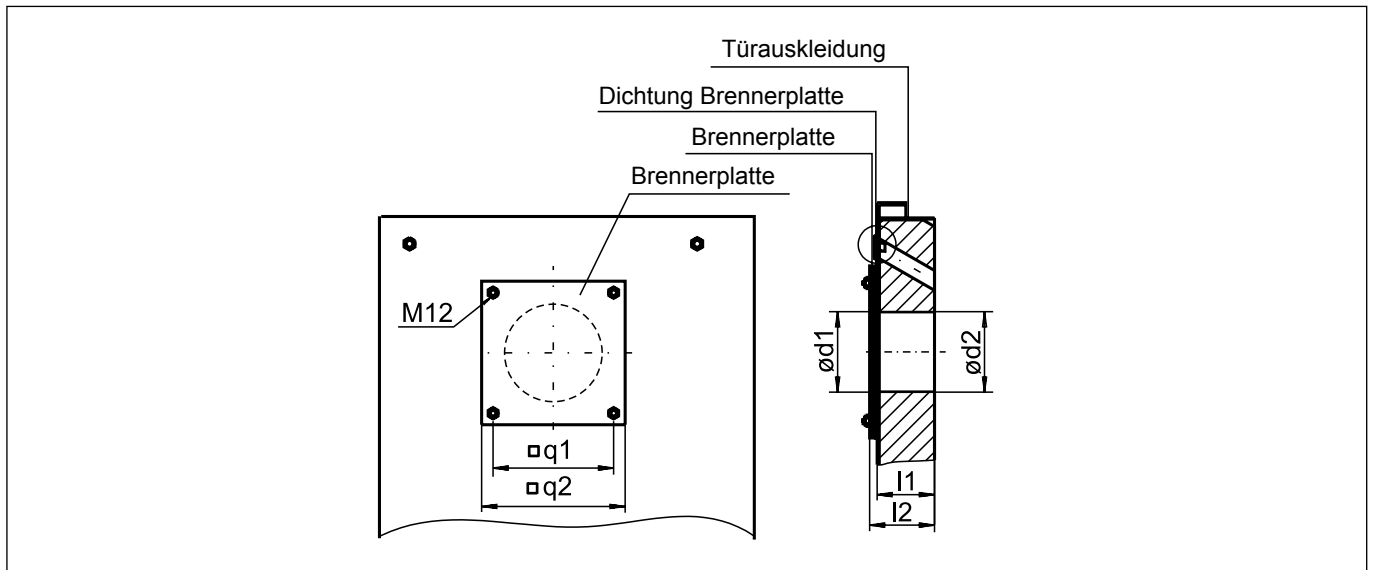 Türauskleidung
Dichtung Brennerplatte
Brennerplatte
Brennerplatte
M12
ød1
ød2
q1
q2
l1
l2